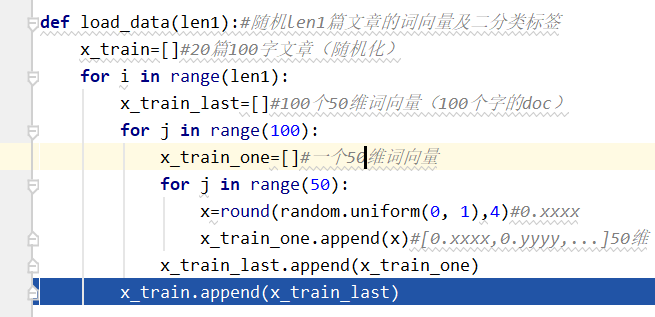 def load_data(len1):#随机len1篇文章的词向量及二分类标签
    x_train=[]#20篇100字文章（随机化）
    for i in range(len1):
        x_train_last=[]#100个50维词向量（100个字的doc）
        for j in range(100):
            x_train_one=[]#一个50维词向量
            for j in range(50):
                x=round(random.uniform(0, 1),4)#0.xxxx
                x_train_one.append(x)#[0.xxxx,0.yyyy,...]50维
            x_train_last.append(x_train_one)
        x_train.append(x_train_last)